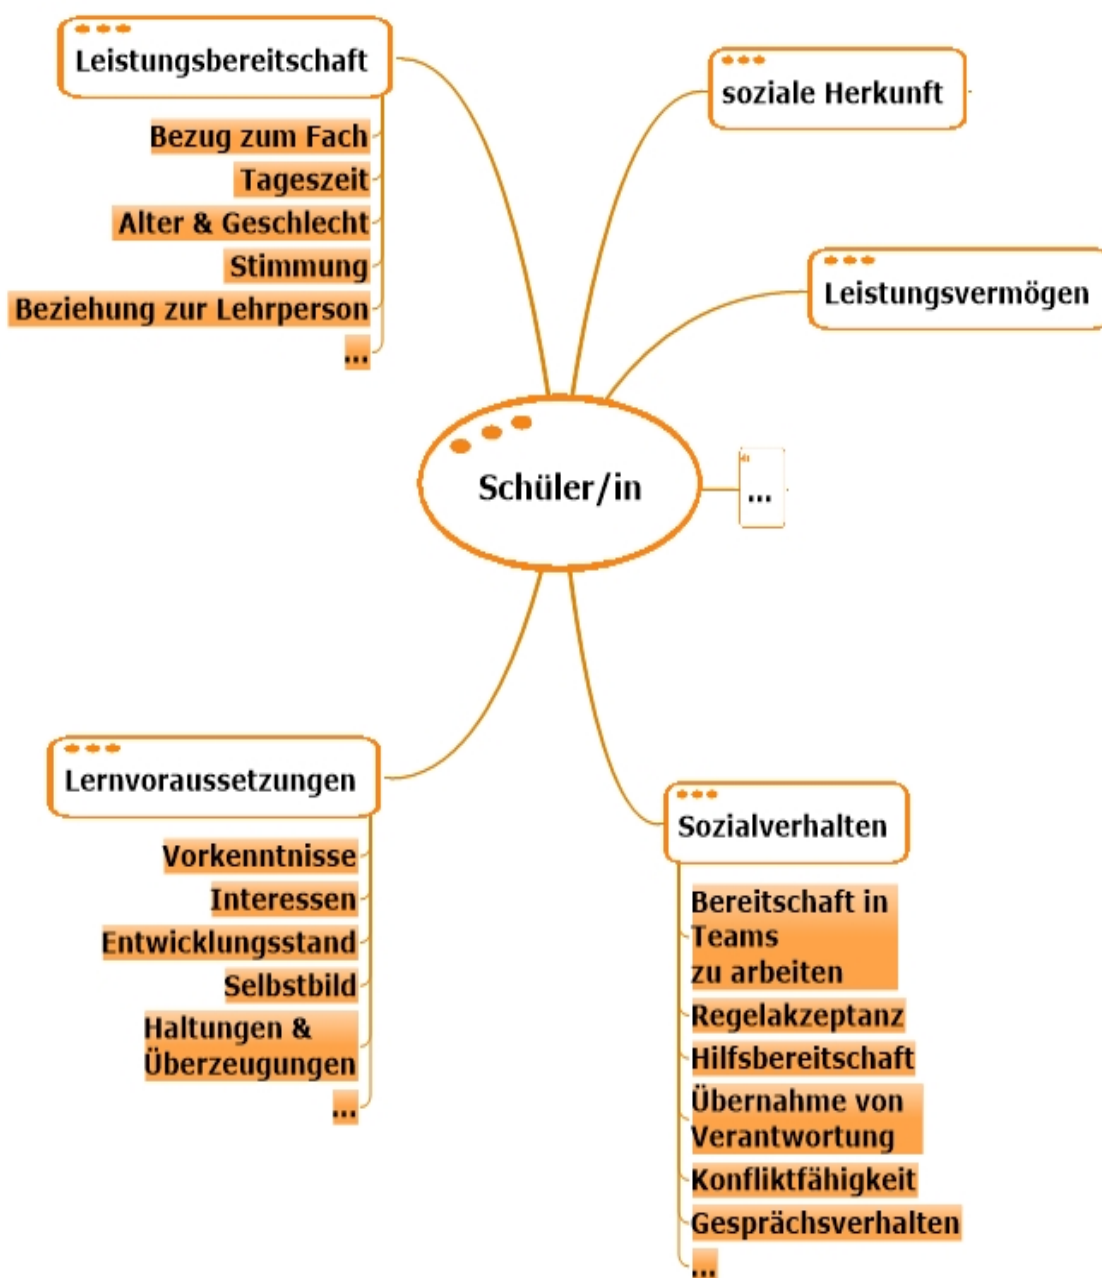 Leistungsbereitschaft
Bezug zum Fach
Tageszeit
Alter & Geschlecht
Stimmung
Beziehung zur Lehrperson
...
soziale Herkunft
Leistungsvermögen
Schüler/in
...
Lernvoraussetzungen
Vorkenntnisse
Interessen
Entwicklungsstand
Selbstbild
Haltungen &
Überzeugungen
...
Sozialverhalten
Bereitschaft in
Teams
zu arbeiten
Regelakzeptanz
Hilfsbereitschaft
Übernahme von
Verantwortung
Konfliktfähigkeit
Gesprächsverhalten
...